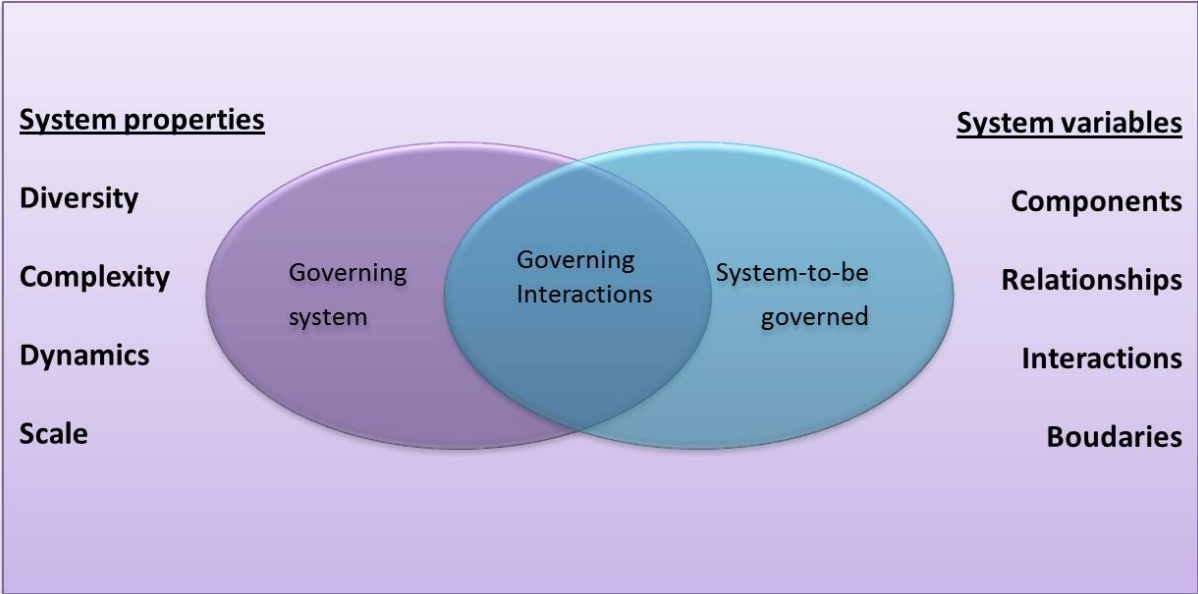 System properties
Diversity
Complexity
Dynamics
Scale
Governing
system
Governing
Interactions
System-to-be
governed
System variables
Components
Relationships
Interactions
Boudaries